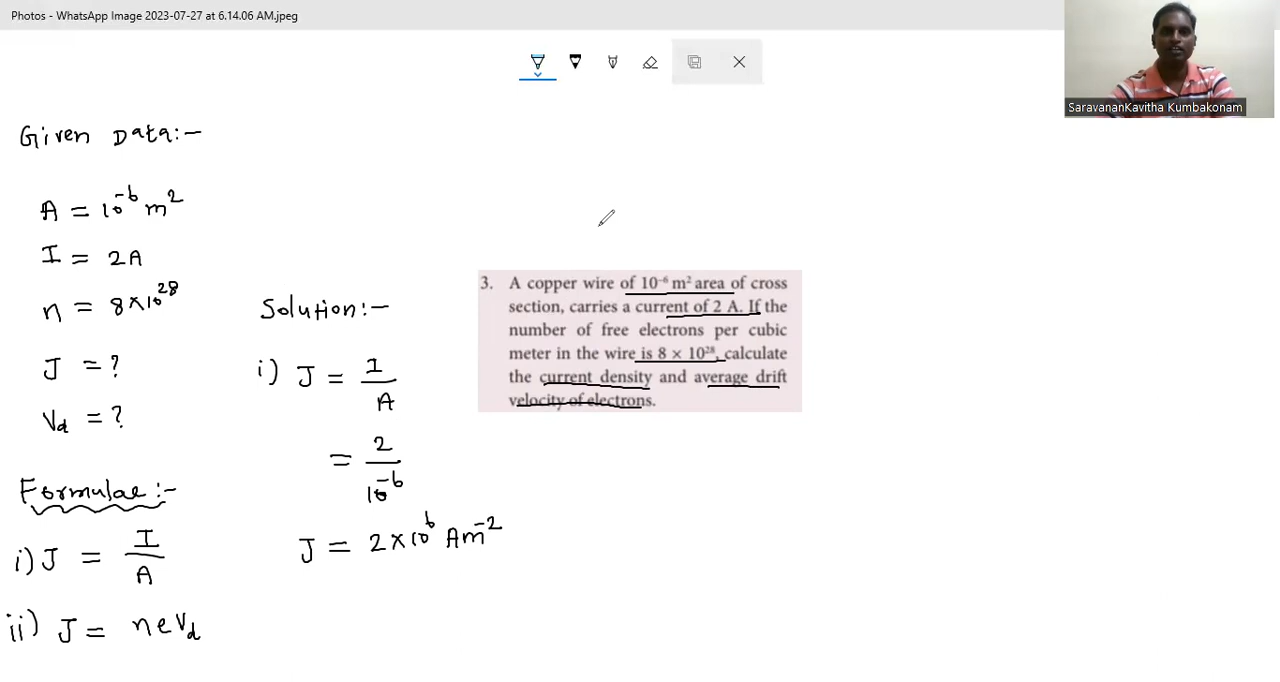 Photos - WhatsApp Image 2023-07-27 at 6.14.06 AM.jpeg
SaravananKavitha Kumbakonam
Given Data:-
A = 10⁻⁶ m²
I = 2A
n = 8×10²⁸
J = ?
Vd = ?
Formulae:-
i) J = I/A
ii) J = neVd
Solution:-
i) J = I/A
= 2/10⁻⁶
J = 2×10⁶ Am⁻²
3. A copper wire of 10⁻⁶ m² area of cross
section, carries a current of 2 A. If the
number of free electrons per cubic
meter in the wire is 8 × 10²⁸, calculate
the current density and average drift
velocity of electrons.